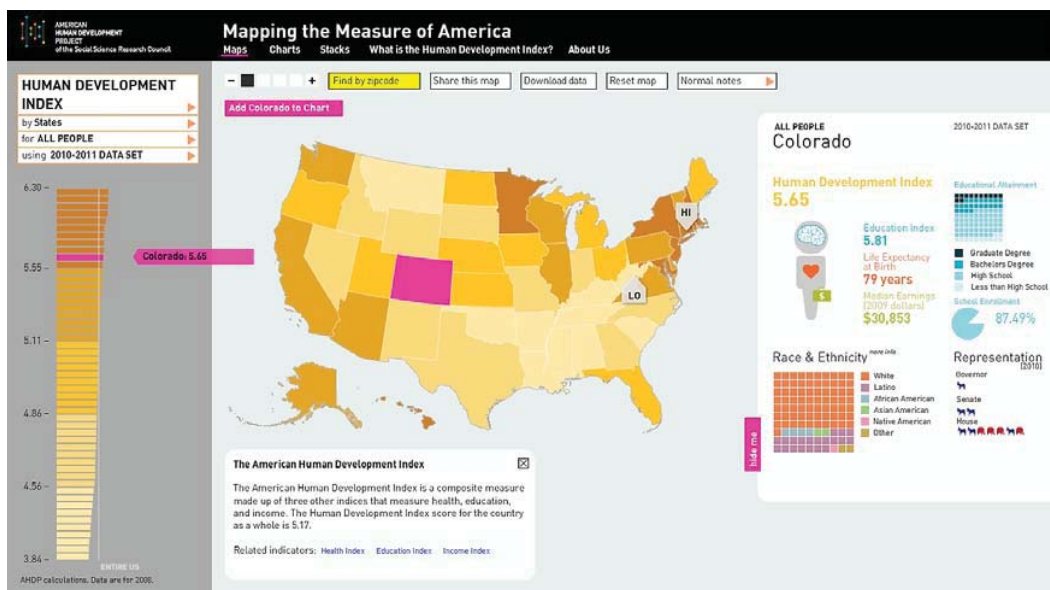 AMERICAN
HUMAN DEVELOPMENT
PROJECT
of the Social Science Research Council
Mapping the Measure of America
Maps Charts Stacks What is the Human Development Index? About Us
HUMAN DEVELOPMENT
INDEX
by States
for ALL PEOPLE
using 2010-2011 DATA SET
6.30
Colorado: 5.65
5.55
5.11
4.86
4.56
3.84
ENTIRE US
AHDP calculations. Data are for 2008.
- + Find by zipcode Share this map Download data Reset map Normal notes
Add Colorado to Chart
HI
LO
The American Human Development Index
The American Human Development Index is a composite measure
made up of three other indices that measure health, education,
and income. The Human Development Index score for the country
as a whole is 5.17.
Related indicators: Health Index Education Index Income Index
hide me
ALL PEOPLE 2010-2011 DATA SET
Colorado
Human Development Index
5.65
Education Index
5.81
Life Expectancy
at Birth
79 years
$
Median Earnings
(2009 dollars)
$30,853
Educational Attainment
Graduate Degree
Bachelors Degree
High School
Less than High School
School Enrollment
87.49%
Race & Ethnicity more info
White
Latino
African American
Asian American
Native American
Other
Representation
(2010)
Governor
Senate
House